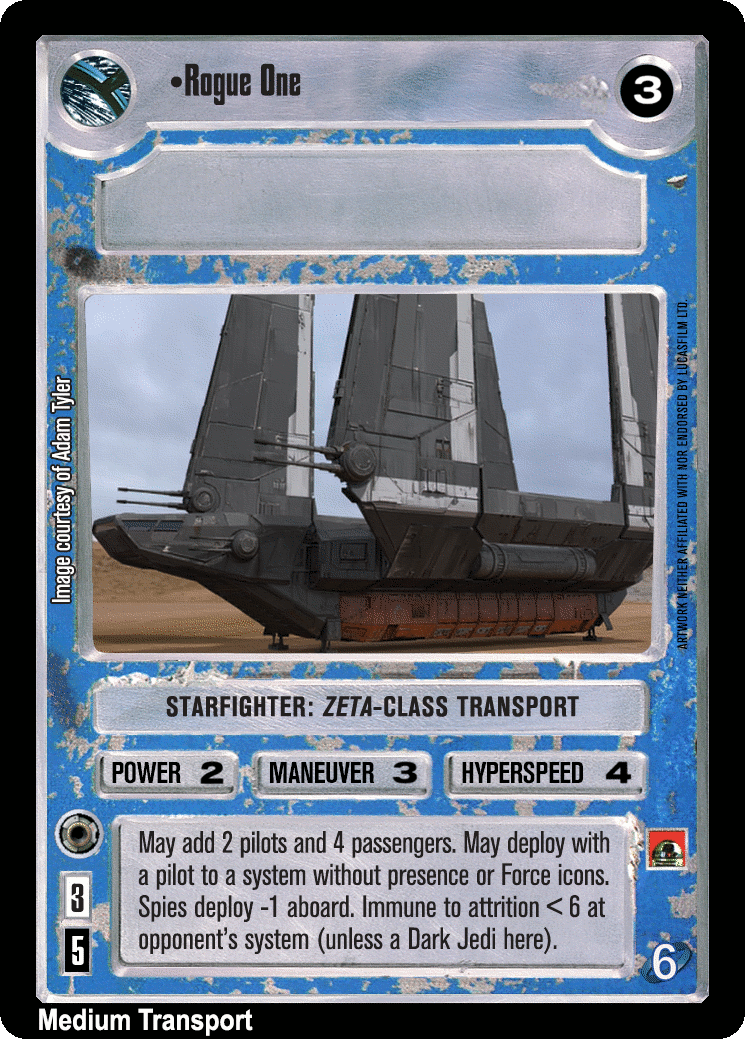 •Rogue One
3
Image courtesy of Adam Tyler
ARTWORK NEITHER AFFILIATED WITH NOR ENDORSED BY LUCASFILM LTD.
STARFIGHTER: ZETA-CLASS TRANSPORT
POWER 2
MANEUVER 3
HYPERSPEED 4
May add 2 pilots and 4 passengers. May deploy with
a pilot to a system without presence or Force icons.
Spies deploy -1 aboard. Immune to attrition < 6 at
opponent's system (unless a Dark Jedi here).
3
5
6
Medium Transport